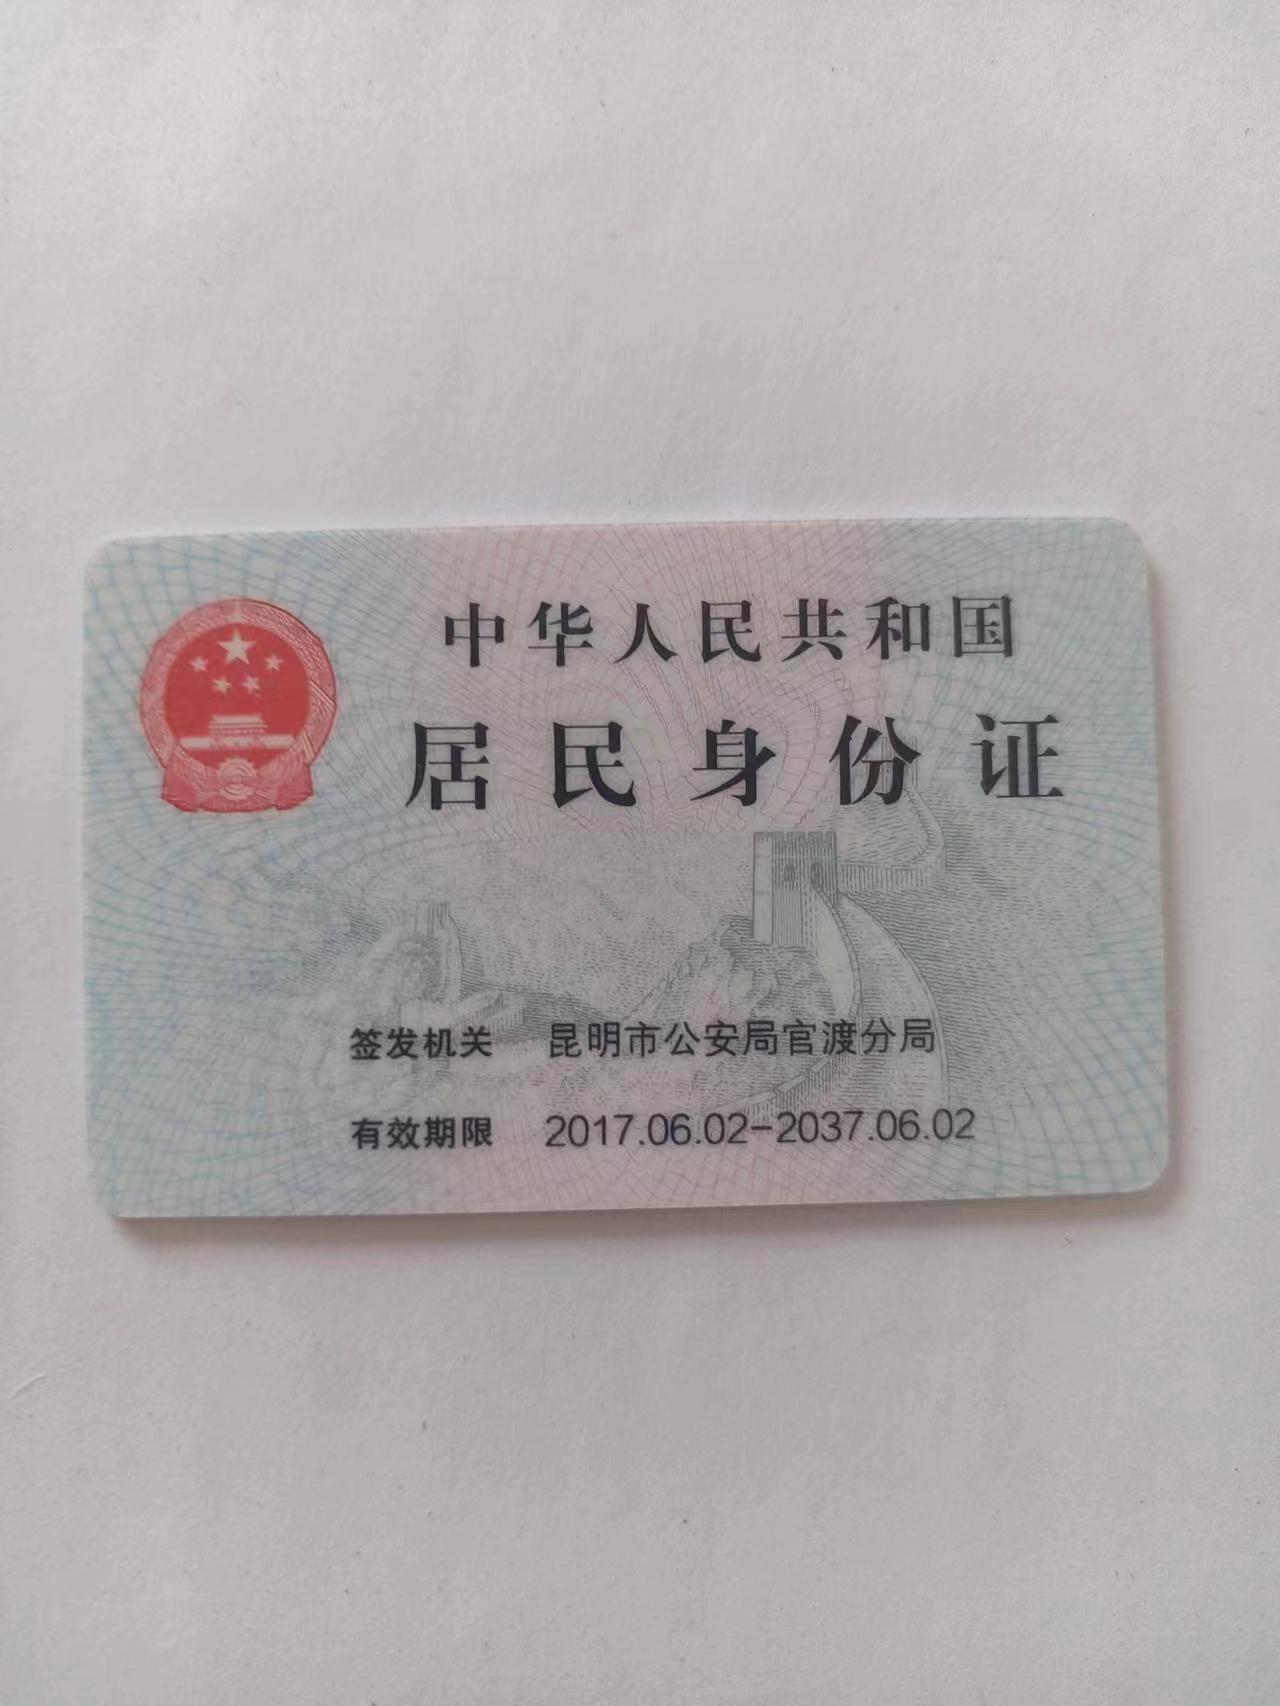 中华人民共和国
居民身份证
签发机关 昆明市公安局官渡分局
有效期限 2017.06.02-2037.06.02